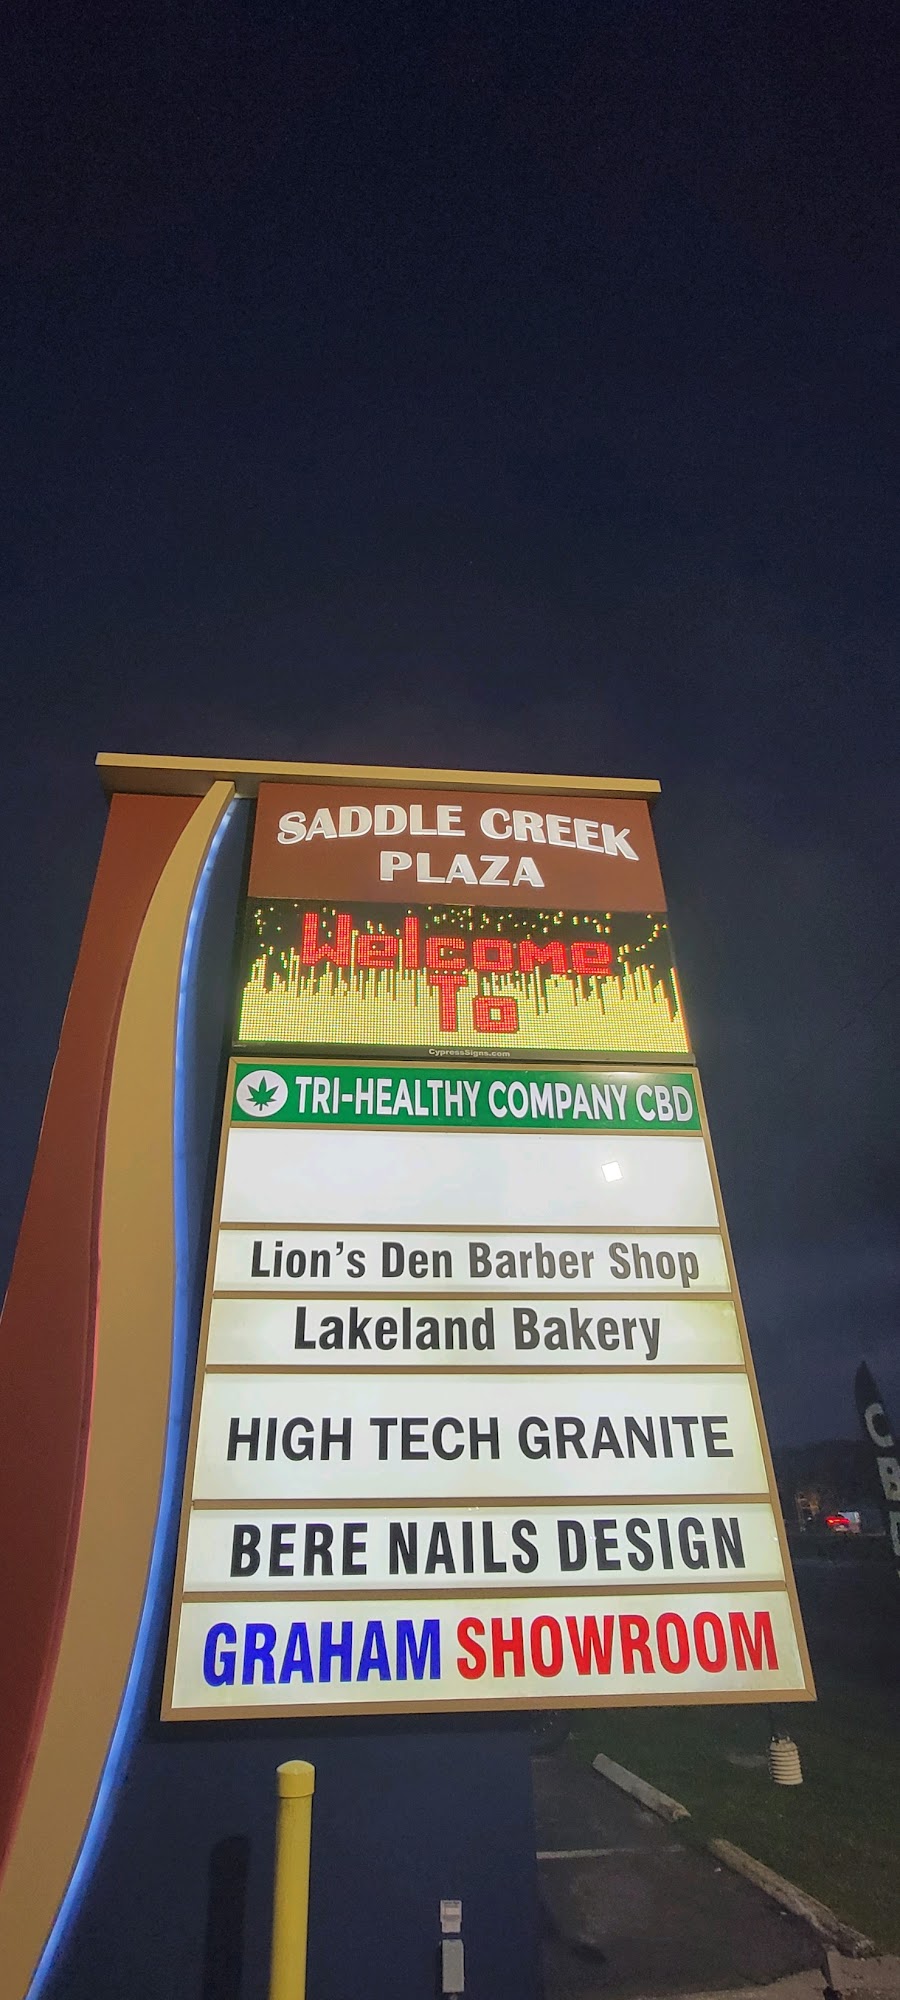 SADDLE CREEK
PLAZA
Welcome
To
CypressSigns.com
TRI-HEALTHY COMPANY CBD
Lion's Den Barber Shop
Lakeland Bakery
HIGH TECH GRANITE
BERE NAILS DESIGN
GRAHAM SHOWROOM